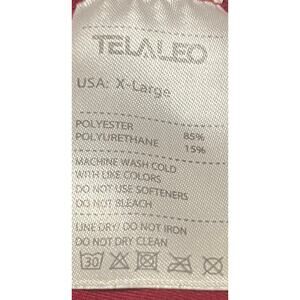 TELALEO
USA: X-Large
POLYESTER 85%
POLYURETHANE 15%
MACHINE WASH COLD
WITH LIKE COLORS
DO NOT USE SOFTENERS
DO NOT BLEACH
LINE DRY/ DO NOT IRON
DO NOT DRY CLEAN
30